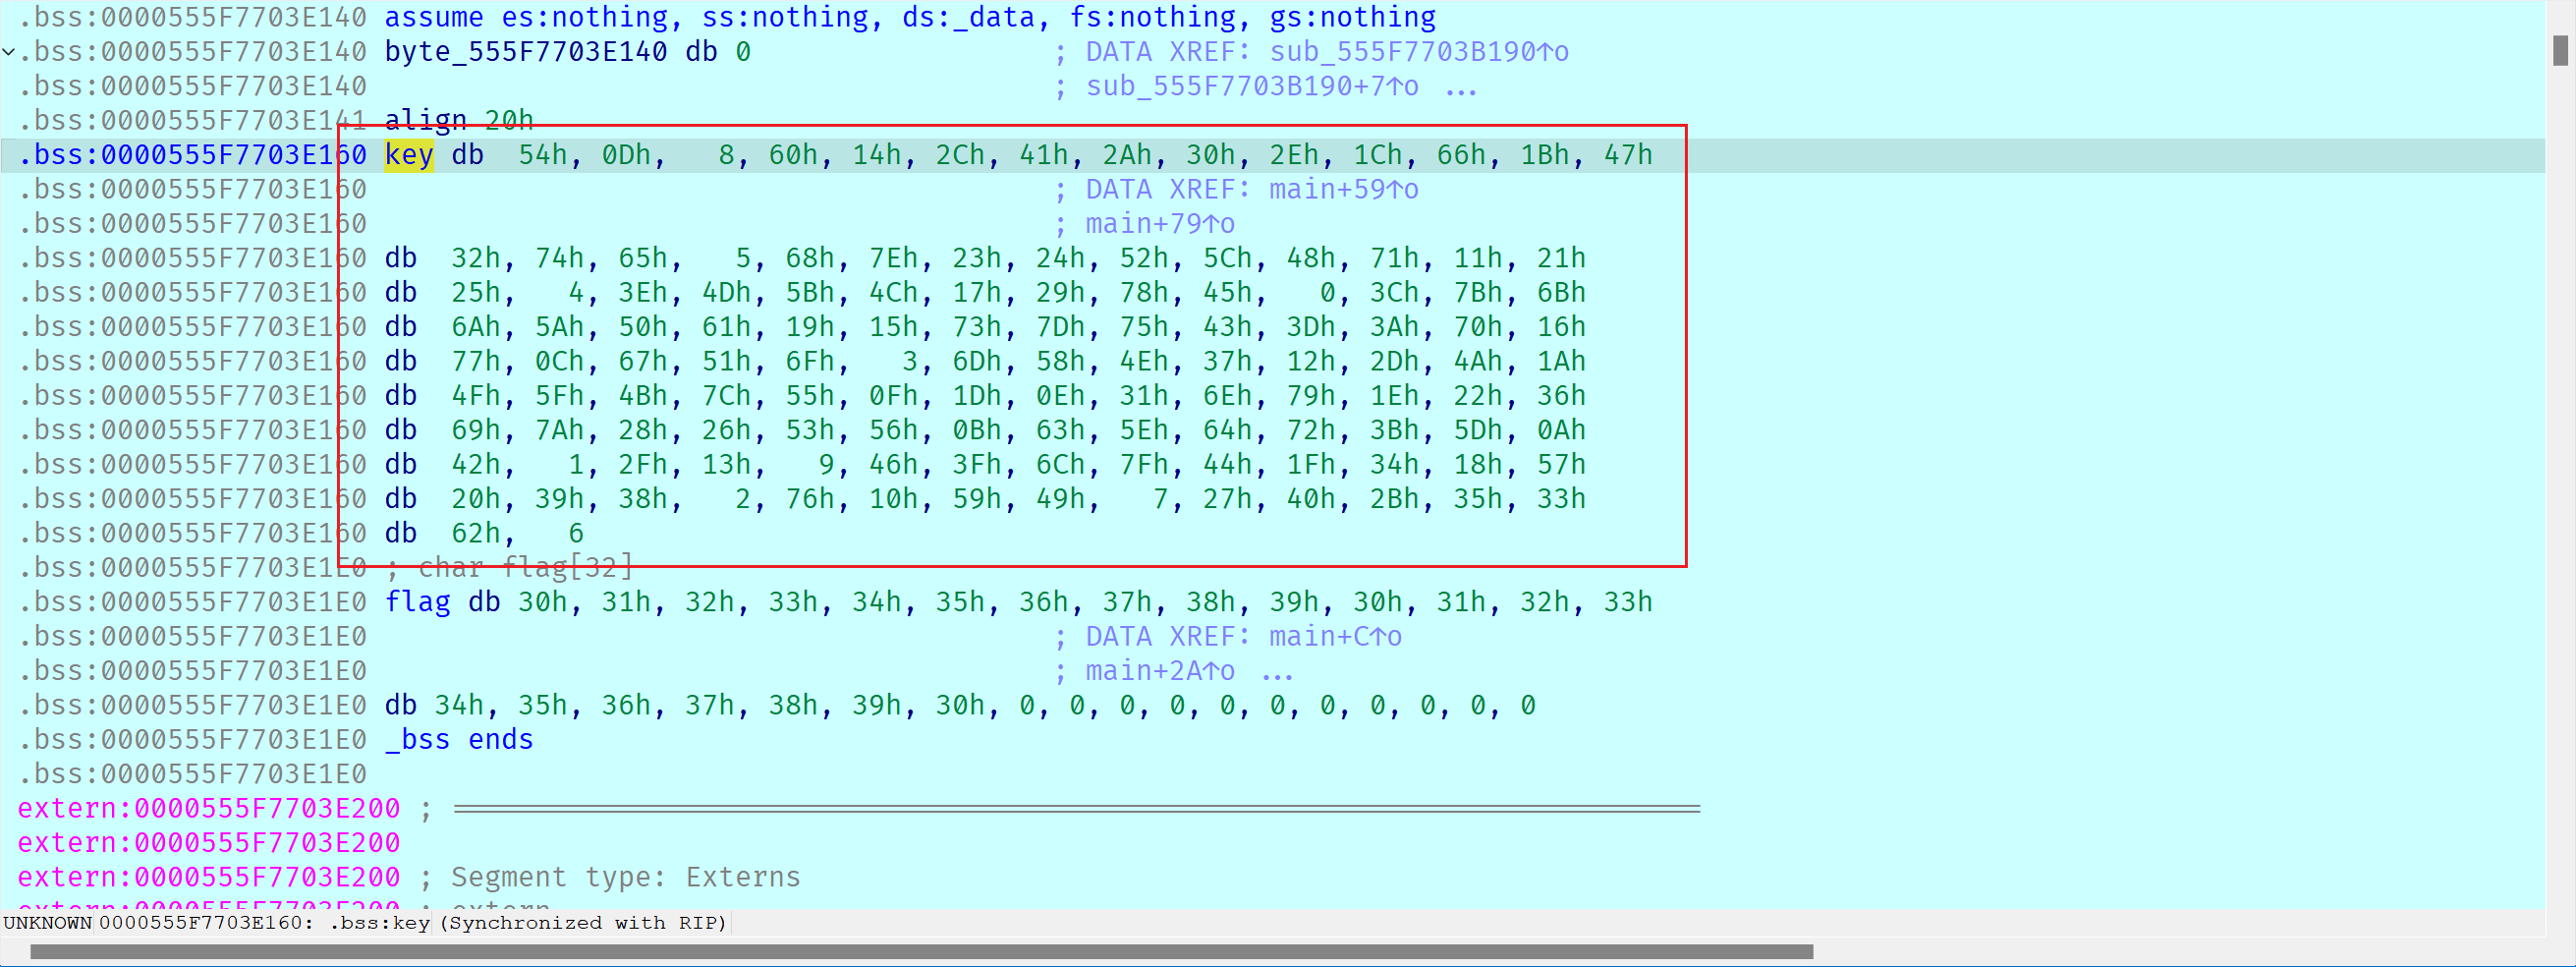 .bss:0000555F7703E140 assume es:nothing, ss:nothing, ds:_data, fs:nothing, gs:nothing
.bss:0000555F7703E140 byte_555F7703E140 db 0 ; DATA XREF: sub_555F7703B190↑o
.bss:0000555F7703E140 ; sub_555F7703B190+7↑o ...
.bss:0000555F7703E141 align 20h
.bss:0000555F7703E160 key db 54h, 0Dh, 8, 60h, 14h, 2Ch, 41h, 2Ah, 30h, 2Eh, 1Ch, 66h, 1Bh, 47h
.bss:0000555F7703E160 ; DATA XREF: main+59↑o
.bss:0000555F7703E160 ; main+79↑o
.bss:0000555F7703E160 db 32h, 74h, 65h, 5, 68h, 7Eh, 23h, 24h, 52h, 5Ch, 48h, 71h, 11h, 21h
.bss:0000555F7703E160 db 25h, 4, 3Eh, 4Dh, 5Bh, 4Ch, 17h, 29h, 78h, 45h, 0, 3Ch, 7Bh, 6Bh
.bss:0000555F7703E160 db 6Ah, 5Ah, 50h, 61h, 19h, 15h, 73h, 7Dh, 75h, 43h, 3Dh, 3Ah, 70h, 16h
.bss:0000555F7703E160 db 77h, 0Ch, 67h, 51h, 6Fh, 3, 6Dh, 58h, 4Eh, 37h, 12h, 2Dh, 4Ah, 1Ah
.bss:0000555F7703E160 db 4Fh, 5Fh, 4Bh, 7Ch, 55h, 0Fh, 1Dh, 0Eh, 31h, 6Eh, 79h, 1Eh, 22h, 36h
.bss:0000555F7703E160 db 69h, 7Ah, 28h, 26h, 53h, 56h, 0Bh, 63h, 5Eh, 64h, 72h, 3Bh, 5Dh, 0Ah
.bss:0000555F7703E160 db 42h, 1, 2Fh, 13h, 9, 46h, 3Fh, 6Ch, 7Fh, 44h, 1Fh, 34h, 18h, 57h
.bss:0000555F7703E160 db 20h, 39h, 38h, 2, 76h, 10h, 59h, 49h, 7, 27h, 40h, 2Bh, 35h, 33h
.bss:0000555F7703E160 db 62h, 6
.bss:0000555F7703E1E0 ; char flag[32]
.bss:0000555F7703E1E0 flag db 30h, 31h, 32h, 33h, 34h, 35h, 36h, 37h, 38h, 39h, 30h, 31h, 32h, 33h
.bss:0000555F7703E1E0 ; DATA XREF: main+C↑o
.bss:0000555F7703E1E0 ; main+2A↑o ...
.bss:0000555F7703E1E0 db 34h, 35h, 36h, 37h, 38h, 39h, 30h, 0, 0, 0, 0, 0, 0, 0, 0, 0, 0, 0
.bss:0000555F7703E1E0 _bss ends
.bss:0000555F7703E1E0
extern:0000555F7703E200 ; ===========================================================================
extern:0000555F7703E200
extern:0000555F7703E200 ; Segment type: Externs
extern:0000555F7703E200 ; extern
UNKNOWN 0000555F7703E160: .bss:key (Synchronized with RIP)